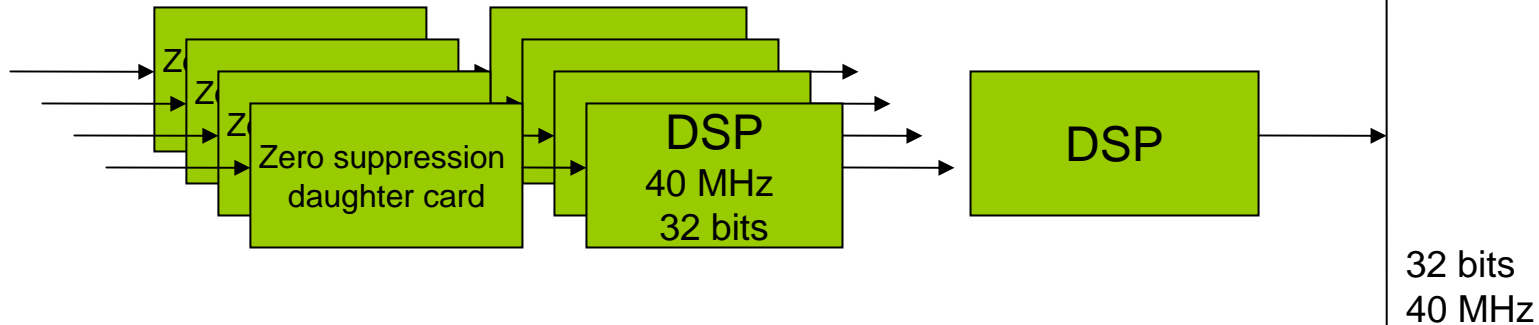 Zero suppression
daughter card
DSP
40 MHz
32 bits
DSP
32 bits
40 MHz